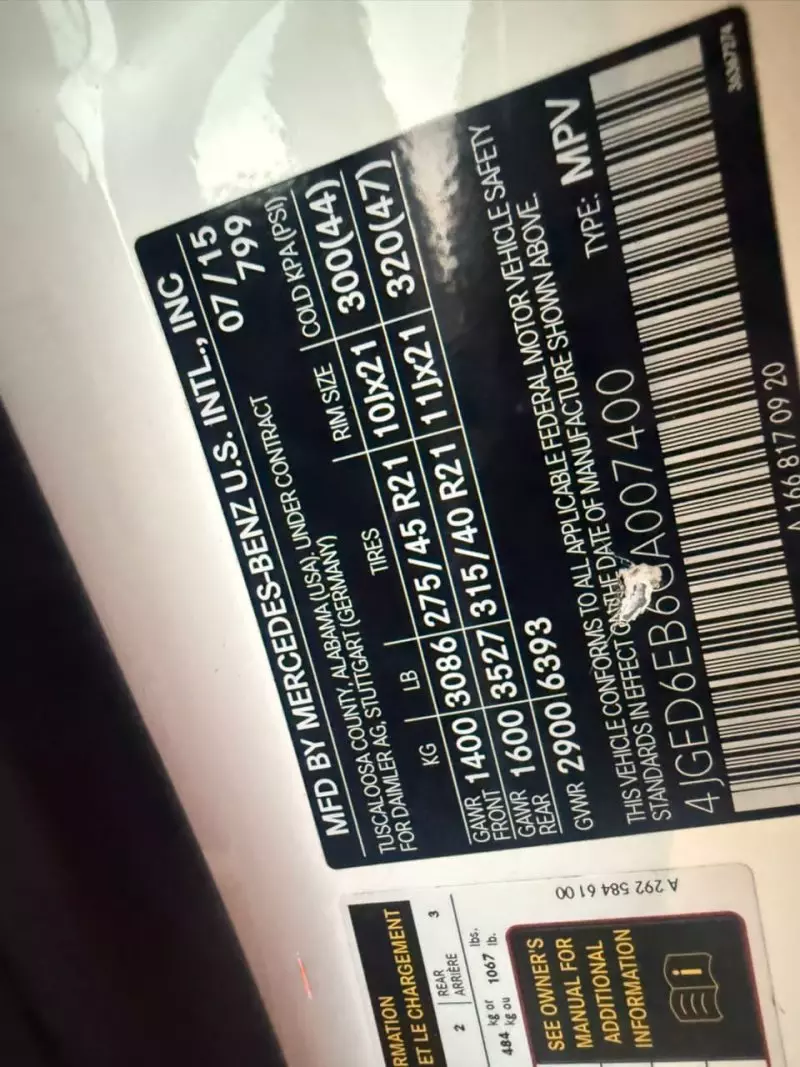 MFD BY MERCEDES-BENZ U.S. INTL., INC
TUSCALOOSA COUNTY, ALABAMA (USA). UNDER CONTRACT
07/15
FOR DAIMLER AG, STUTTGART (GERMANY)
799
KG LB TIRES RIM SIZE COLD KPA (PSI)
GAWR FRONT 1400 3086 275/45 R21 10Jx21 300(44)
GAWR REAR 1600 3527 315/40 R21 11Jx21 320(47)
GVWR 2900 6393
THIS VEHICLE CONFORMS TO ALL APPLICABLE FEDERAL MOTOR VEHICLE SAFETY
STANDARDS IN EFFECT THE DATE OF MANUFACTURE SHOWN ABOVE.
4JGED6EB6 A007400 TYPE: MPV
30367274
A 166 817 09 20
RMATION
ET LE CHARGEMENT
2 REAR 3
ARRIÈRE
484 kg or 1067 lbs.
kg ou lb.
SEE OWNER'S
MANUAL FOR
ADDITIONAL
INFORMATION
i
A 292 584 61 00